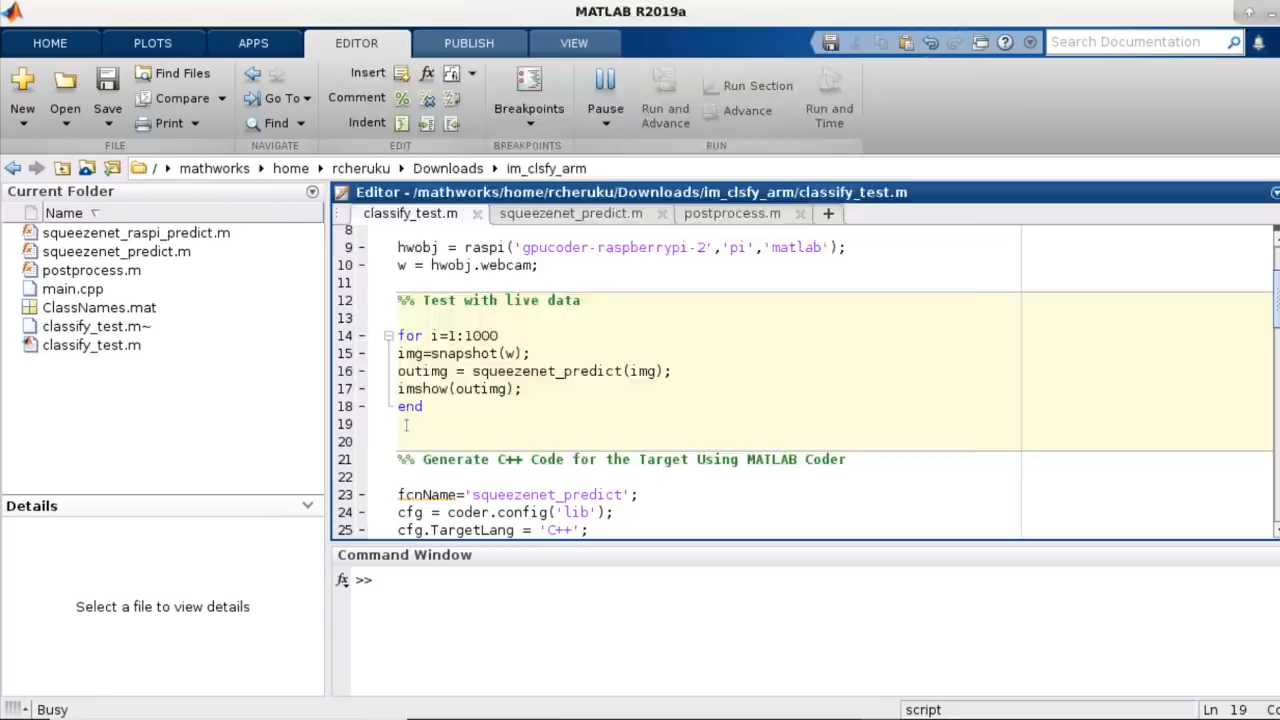 MATLAB R2019a
HOME PLOTS APPS EDITOR PUBLISH VIEW Search Documentation
New Open Save Find Files Compare Print
FILE
Go To Find
NAVIGATE
Insert fx
Comment
Indent
EDIT
Breakpoints
BREAKPOINTS
Pause Run and Advance Run Section Advance Run and Time
RUN
/ mathworks home rcheruku Downloads im_clsfy_arm
Current Folder
Name
squeezenet_raspi_predict.m
squeezenet_predict.m
postprocess.m
main.cpp
ClassNames.mat
classify_test.m~
classify_test.m
Details
Select a file to view details
Editor - /mathworks/home/rcheruku/Downloads/im_clsfy_arm/classify_test.m
classify_test.m squeezenet_predict.m postprocess.m +
8
9 - hwobj = raspi('gpucoder-raspberrypi-2','pi','matlab');
10 - w = hwobj.webcam;
11
12 %% Test with live data
13
14 - for i=1:1000
15 - img=snapshot(w);
16 - outimg = squeezenet_predict(img);
17 - imshow(outimg);
18 - end
19
20
21 %% Generate C++ Code for the Target Using MATLAB Coder
22
23 - fcnName='squeezenet_predict';
24 - cfg = coder.config('lib');
25 - cfg.TargetLang = 'C++';
Command Window
fx >>
Busy script Ln 19